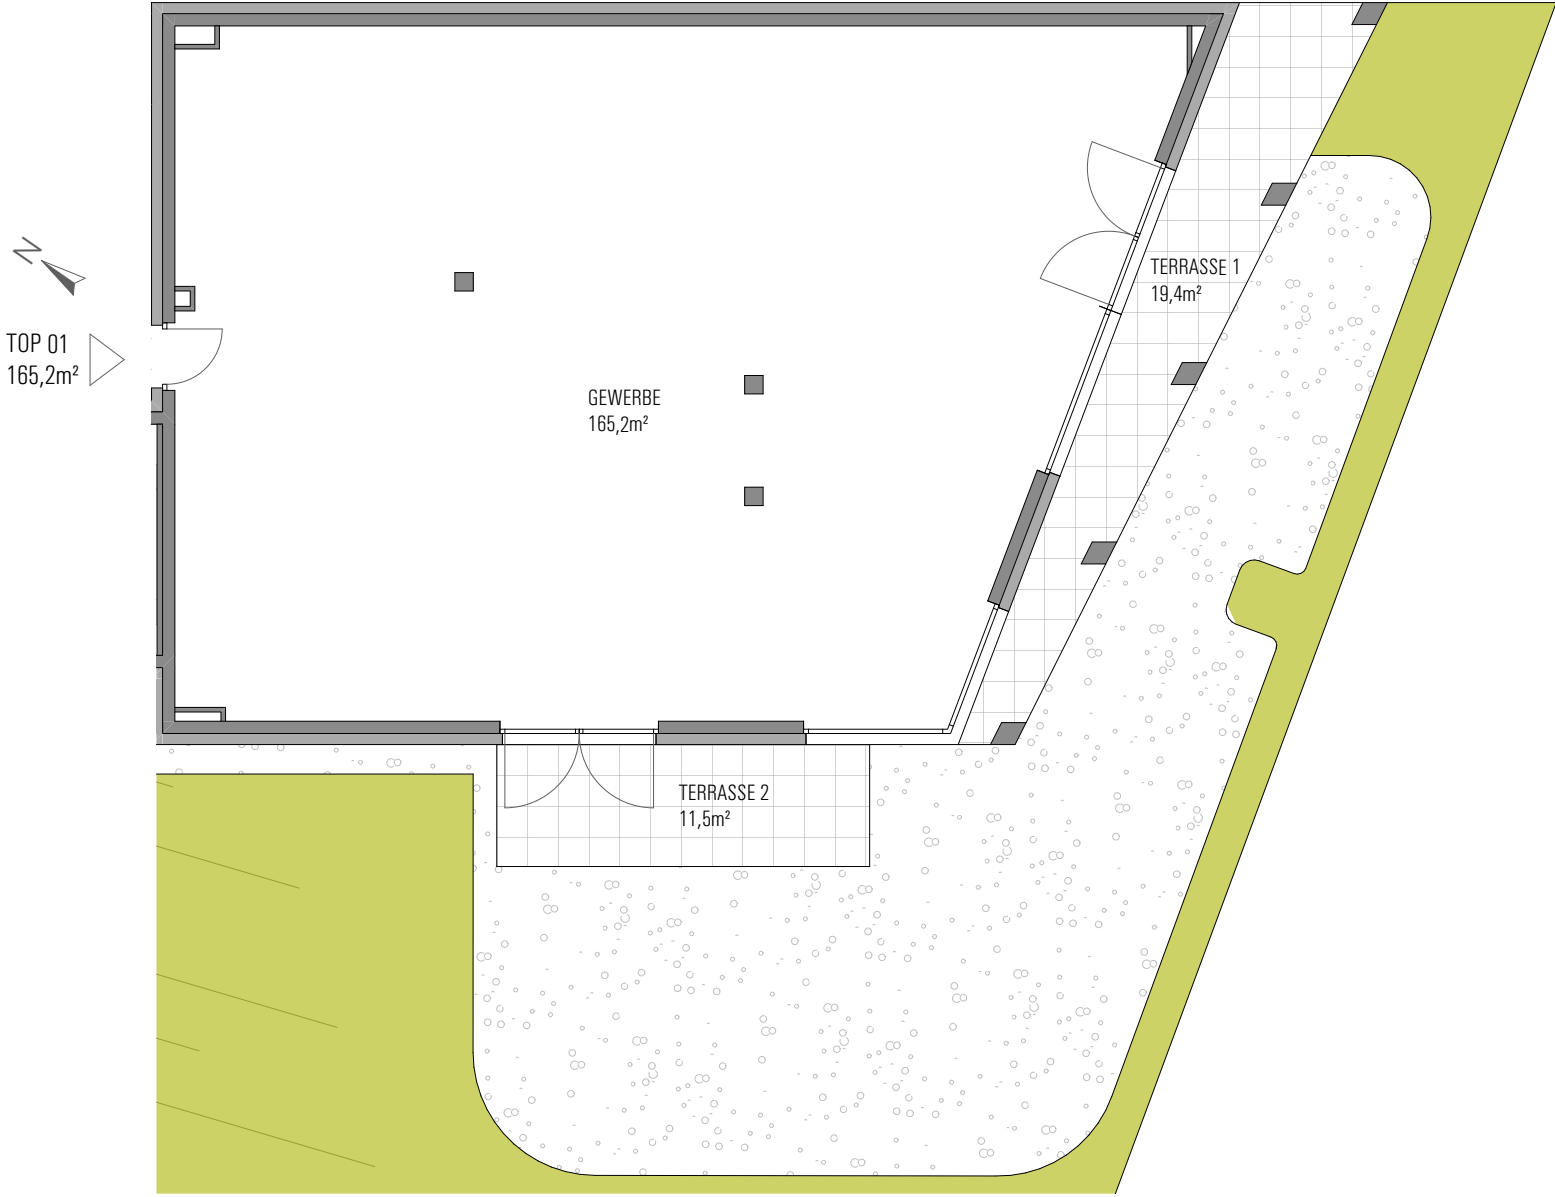 N
TOP 01
165,2m²
GEWERBE
165,2m²
TERRASSE 1
19,4m²
TERRASSE 2
11,5m²